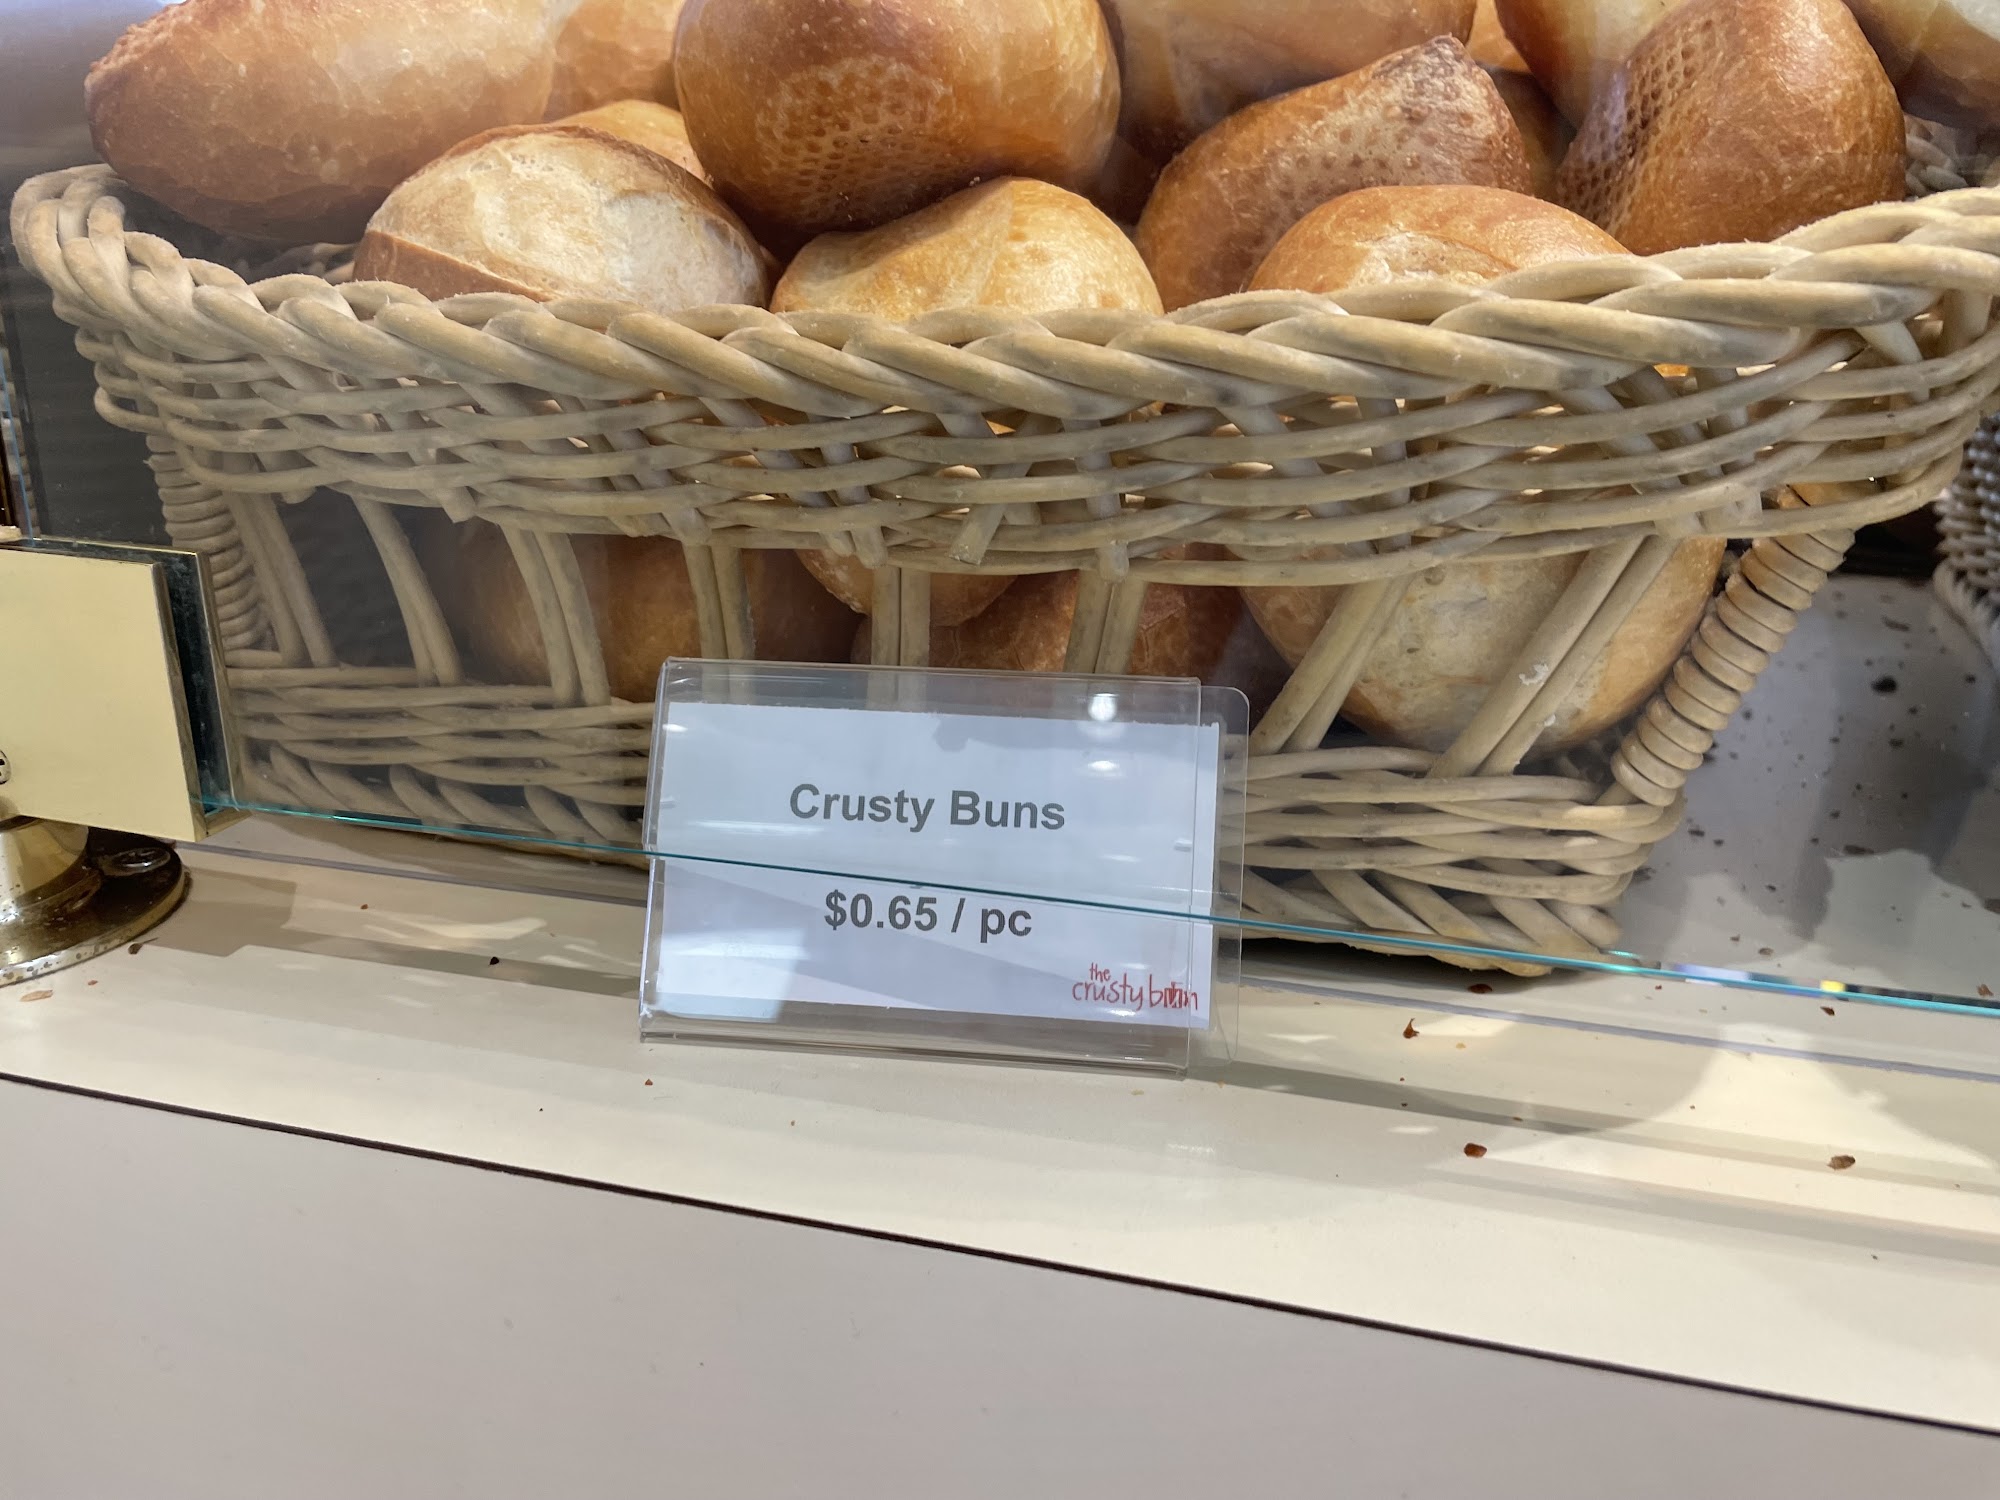 Crusty Buns
$0.65 / pc
the
crusty bun